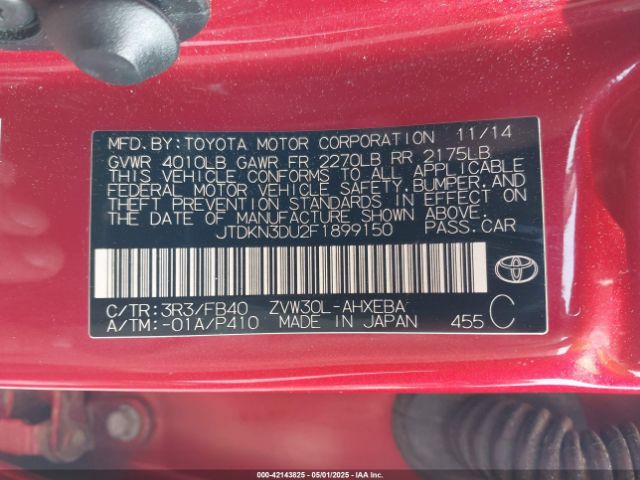 MFD.BY:TOYOTA MOTOR CORPORATION 11/14
GVWR 4010LB GAWR FR 2270LB RR 2175LB
THIS VEHICLE CONFORMS TO ALL APPLICABLE
FEDERAL MOTOR VEHICLE SAFETY,BUMPER,AND
THEFT PREVENTION STANDARDS IN EFFECT ON
THE DATE OF MANUFACTURE SHOWN ABOVE.
JTDKN3DU2F1899150 PASS.CAR
C/TR:3R3/FB40 ZVW30L-AHXEBA
A/TM:-01A/P410 MADE IN JAPAN 455 C
000-42143825 - 05/01/2025 - IAA Inc.